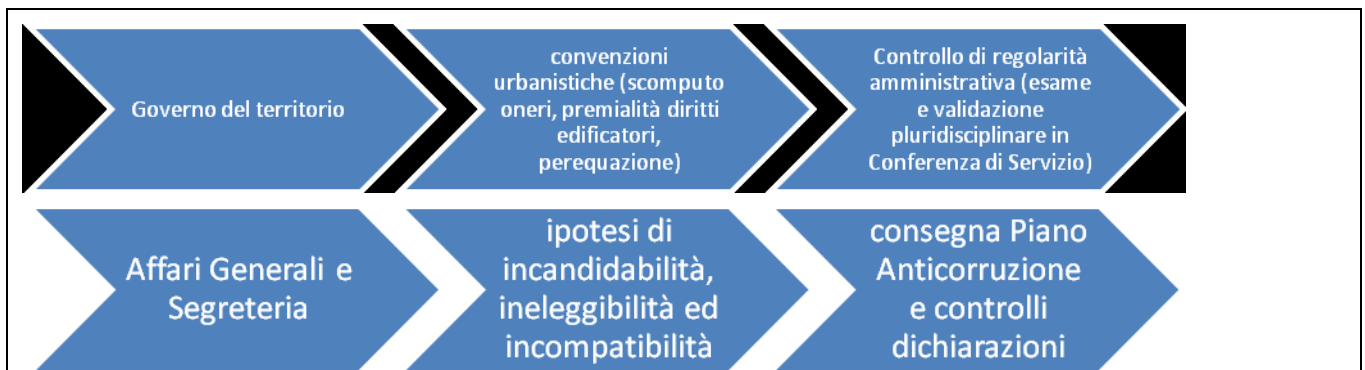 Governo del territorio
convenzioni
urbanistiche (scomputo
oneri, premialità diritti
edificatori,
perequazione)
Controllo di regolarità
amministrativa (esame
e validazione
pluridisciplinare in
Conferenza di Servizio)
Affari Generali e
Segreteria
ipotesi di
incandidabilità,
ineleggibilità ed
incompatibilità
consegna Piano
Anticorruzione
e controlli
dichiarazioni